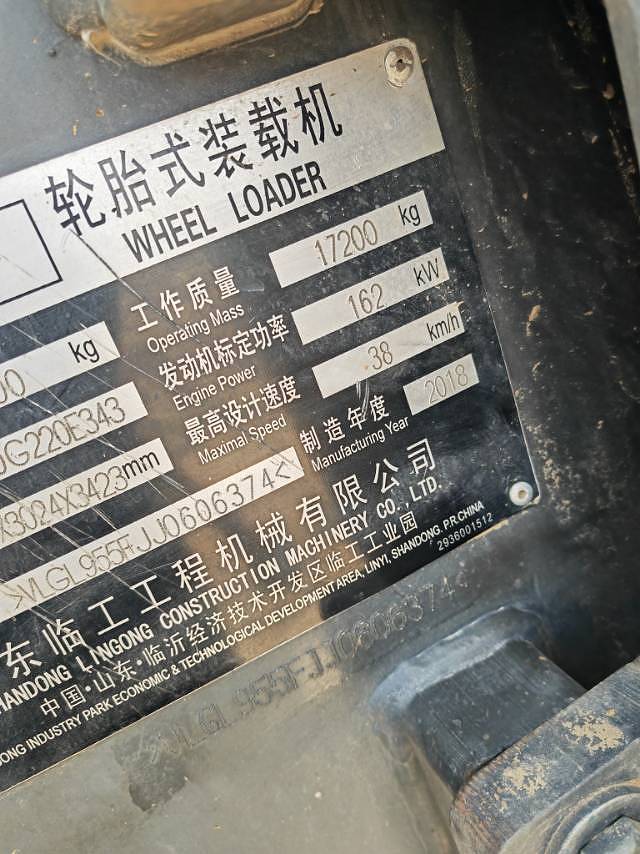 轮胎式装载机
WHEEL LOADER
工作质量 17200 kg
Operating Mass
发动机标定功率 162 kW
Engine Power
最高设计速度 38 km/h
Maximal Speed
制造年度 2018
Manufacturing Year
kg
G220E343
X3024X3423mm
VLGL955FJJ0606374<
东临工工程机械有限公司
HANDONG LINGONG CONSTRUCTION MACHINERY CO., LTD.
中国·山东·临沂经济技术开发区临工工业园
ONG INDUSTRY PARK ECONOMIC & TECHNOLOGICAL DEVELOPMENT AREA, LINYI, SHANDONG, P.R.CHINA
2936001512
VLGL955FJJ0606374